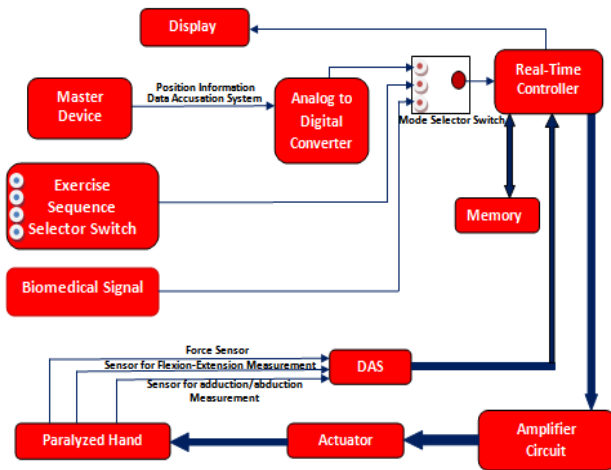 Display
Real-Time
Controller
Master
Device
Position Information
Data Accusation System
Analog to
Digital
Converter
Mode Selector Switch
Exercise
Sequence
Selector Switch
Memory
Biomedical Signal
Force Sensor
Sensor for Flexion-Extension Measurement
Sensor for adduction/abduction
Measurement
DAS
Paralyzed Hand
Actuator
Amplifier
Circuit